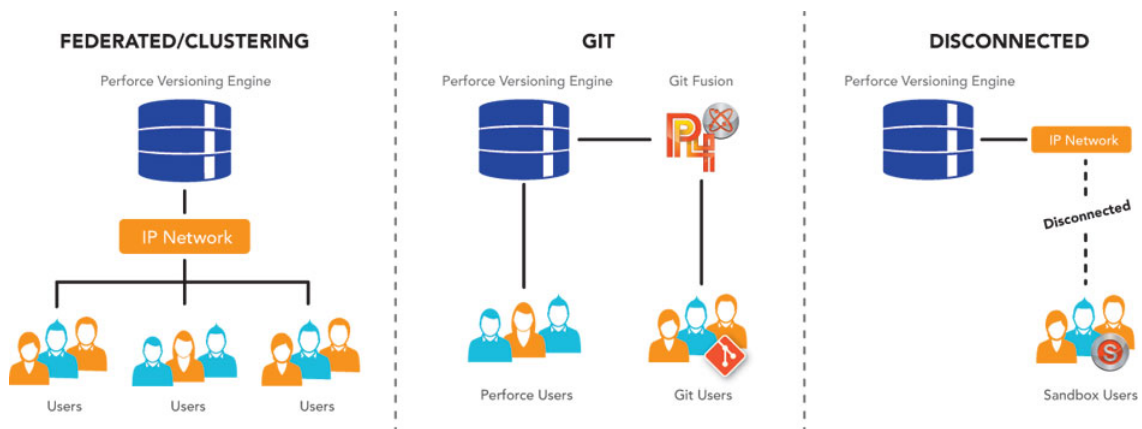 FEDERATED/CLUSTERING
Perforce Versioning Engine
IP Network
Users
Users
Users
GIT
Perforce Versioning Engine
Git Fusion
P4
Perforce Users
Git Users
DISCONNECTED
Perforce Versioning Engine
IP Network
Disconnected
S
Sandbox Users